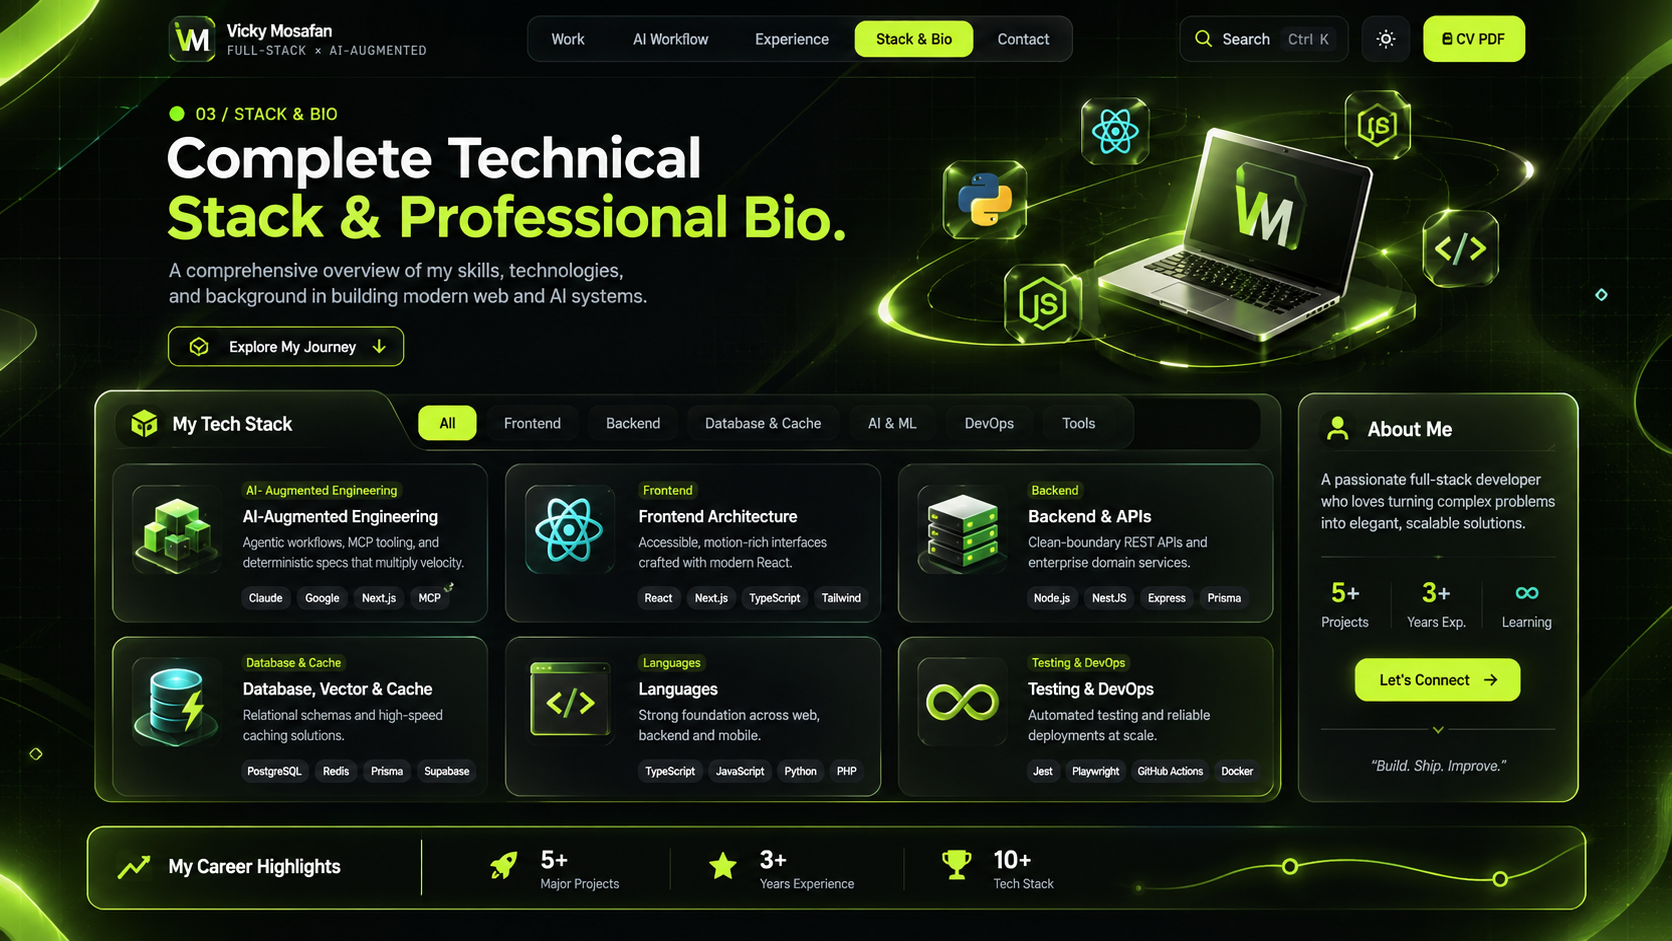 VM
Vicky Mosafan
FULL-STACK × AI-AUGMENTED
Work
AI Workflow
Experience
Stack & Bio
Contact
Search
Ctrl K
CV PDF
03 / STACK & BIO
Complete Technical
Stack & Professional Bio.
A comprehensive overview of my skills, technologies,
and background in building modern web and AI systems.
Explore My Journey
JS
VM
JS
</>
My Tech Stack
All
Frontend
Backend
Database & Cache
AI & ML
DevOps
Tools
AI- Augmented Engineering
AI-Augmented Engineering
Agentic workflows, MCP tooling, and
deterministic specs that multiply velocity.
Claude
Google
Next.js
MCP
Frontend
Frontend Architecture
Accessible, motion-rich interfaces
crafted with modern React.
React
Next.js
TypeScript
Tailwind
Backend
Backend & APIs
Clean-boundary REST APIs and
enterprise domain services.
Node.js
NestJS
Express
Prisma
Database & Cache
Database, Vector & Cache
Relational schemas and high-speed
caching solutions.
PostgreSQL
Redis
Prisma
Supabase
</>
Languages
Languages
Strong foundation across web,
backend and mobile.
TypeScript
JavaScript
Python
PHP
Testing & DevOps
Testing & DevOps
Automated testing and reliable
deployments at scale.
Jest
Playwright
GitHub Actions
Docker
About Me
A passionate full-stack developer
who loves turning complex problems
into elegant, scalable solutions.
5+
Projects
3+
Years Exp.
∞
Learning
Let's Connect →
“Build. Ship. Improve.”
My Career Highlights
5+
Major Projects
3+
Years Experience
10+
Tech Stack